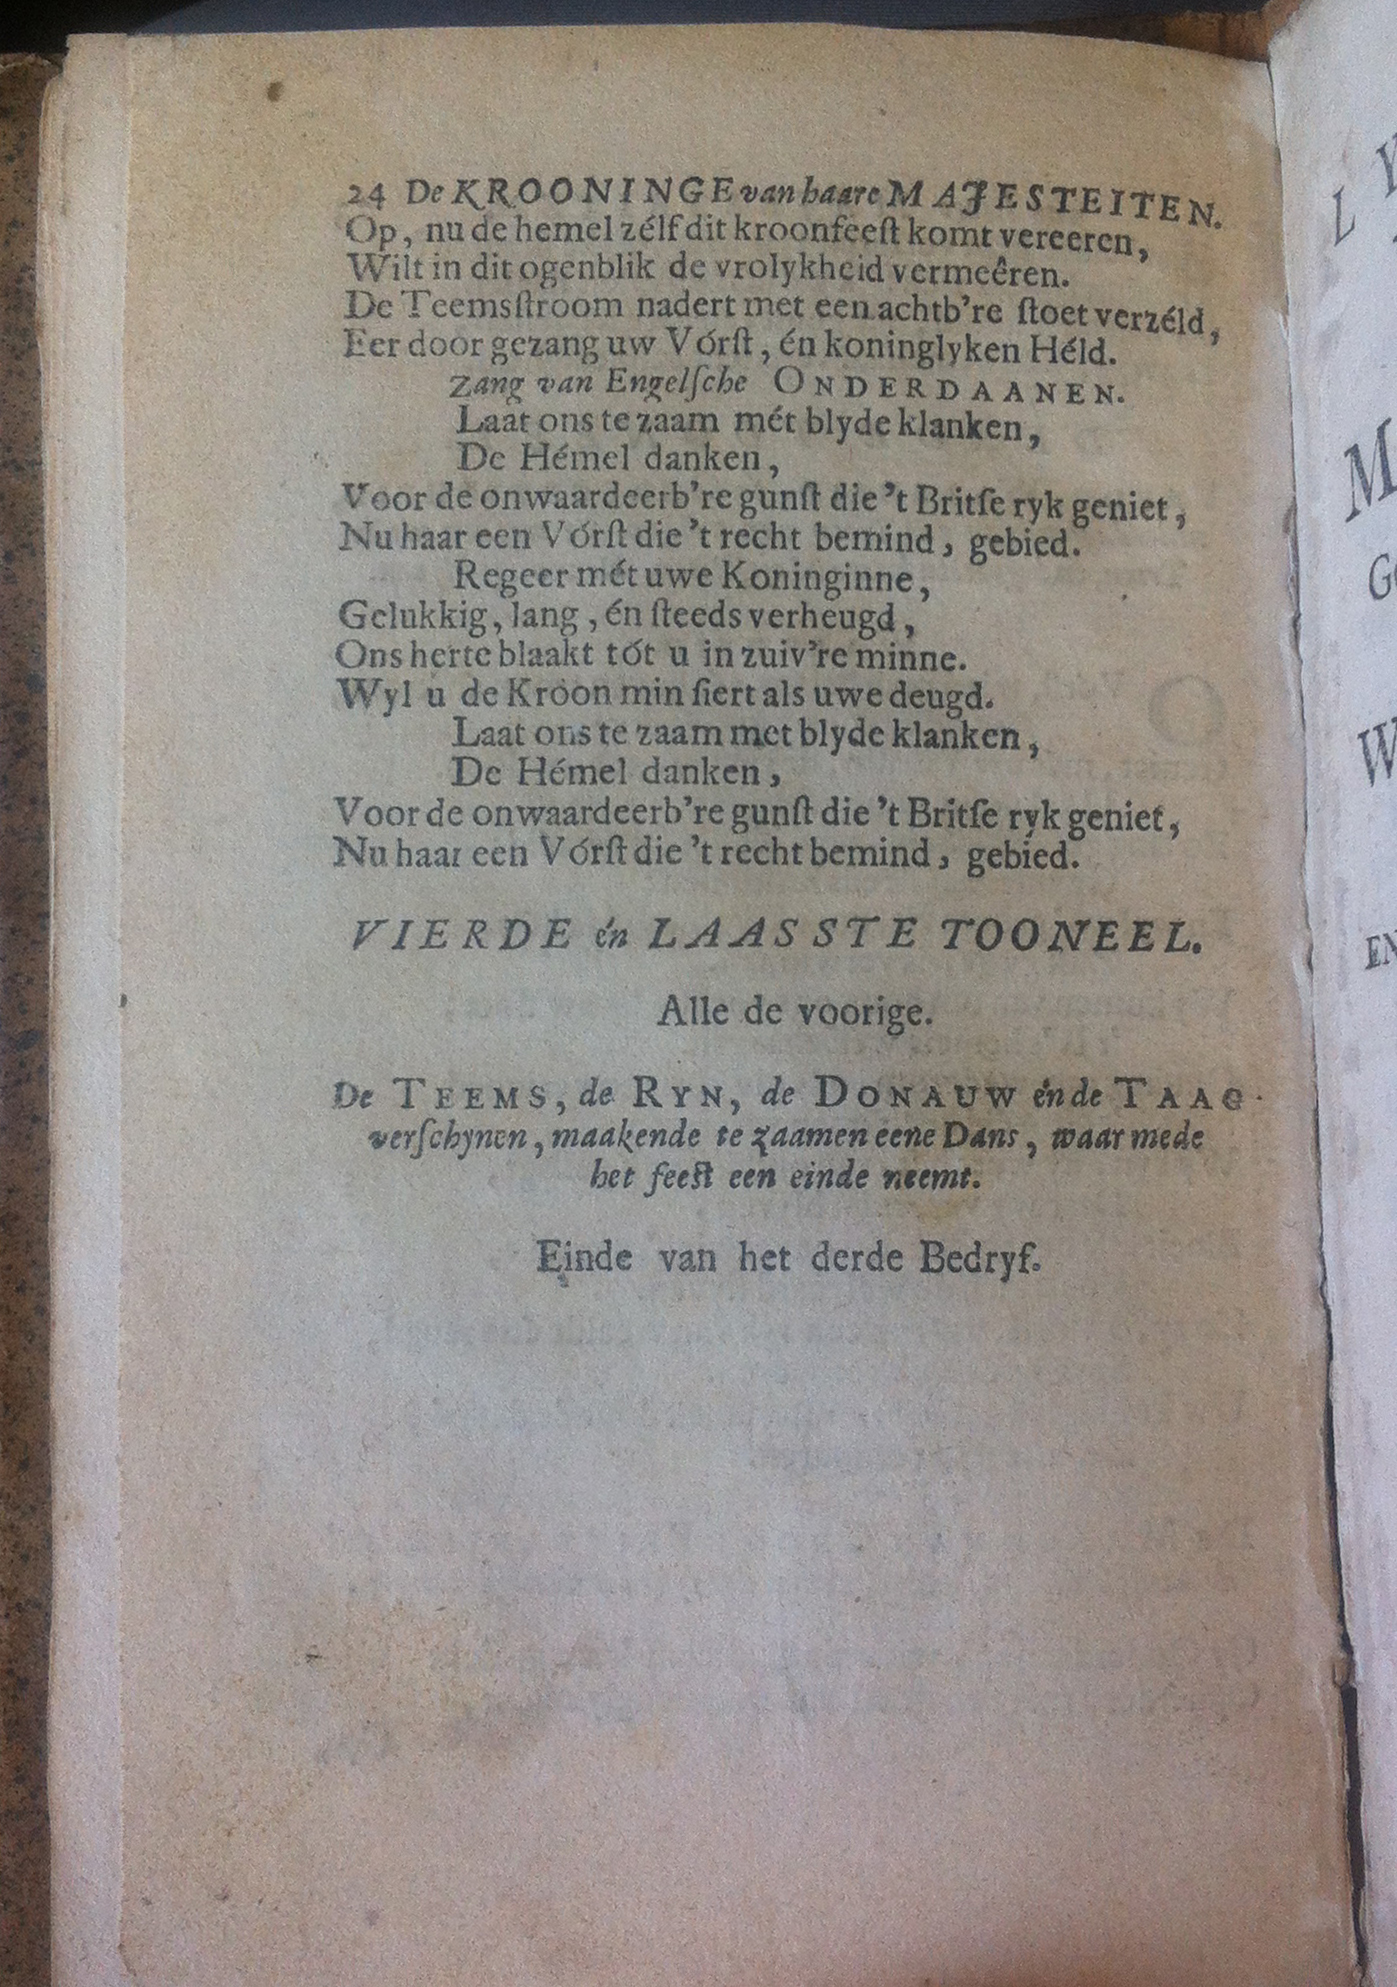 24 De KROONINGE van haare MAJESTEITEN.
Op, nu de hemel zélf dit kroonfeeſt komt vereeren,
Wilt in dit ogenblik de vrolykheid vermeêren.
De Teemsſtroom nadert met een achtb’re ſtoet verzéld,
Eer door gezang uw Vórſt, én koninglyken Héld.
Zang van Engelſche ONDERDAANEN.
Laat ons te zaam mét blyde klanken,
De Hémel danken,
Voor de onwaardeerb’re gunſt die ’t Britſe ryk geniet,
Nu haar een Vórſt die ’t recht bemind, gebied.
Regeer mét uwe Koninginne,
Gelukkig, lang, én ſteeds verheugd,
Ons herte blaakt tót u in zuiv’re minne.
Wyl u de Kroon min ſiert als uwe deugd.
Laat ons te zaam met blyde klanken,
De Hémel danken,
Voor de onwaardeerb’re gunſt die ’t Britſe ryk geniet,
Nu haar een Vórſt die ’t recht bemind, gebied.
VIERDE én LAASSTE TOONEEL.
Alle de voorige.
De TEEMS, de RYN, de DONAUW én de TAAG
verſchynen, maakende te zaamen eene Dans, waar mede
het feeſt een einde neemt.
Einde van het derde Bedryf.